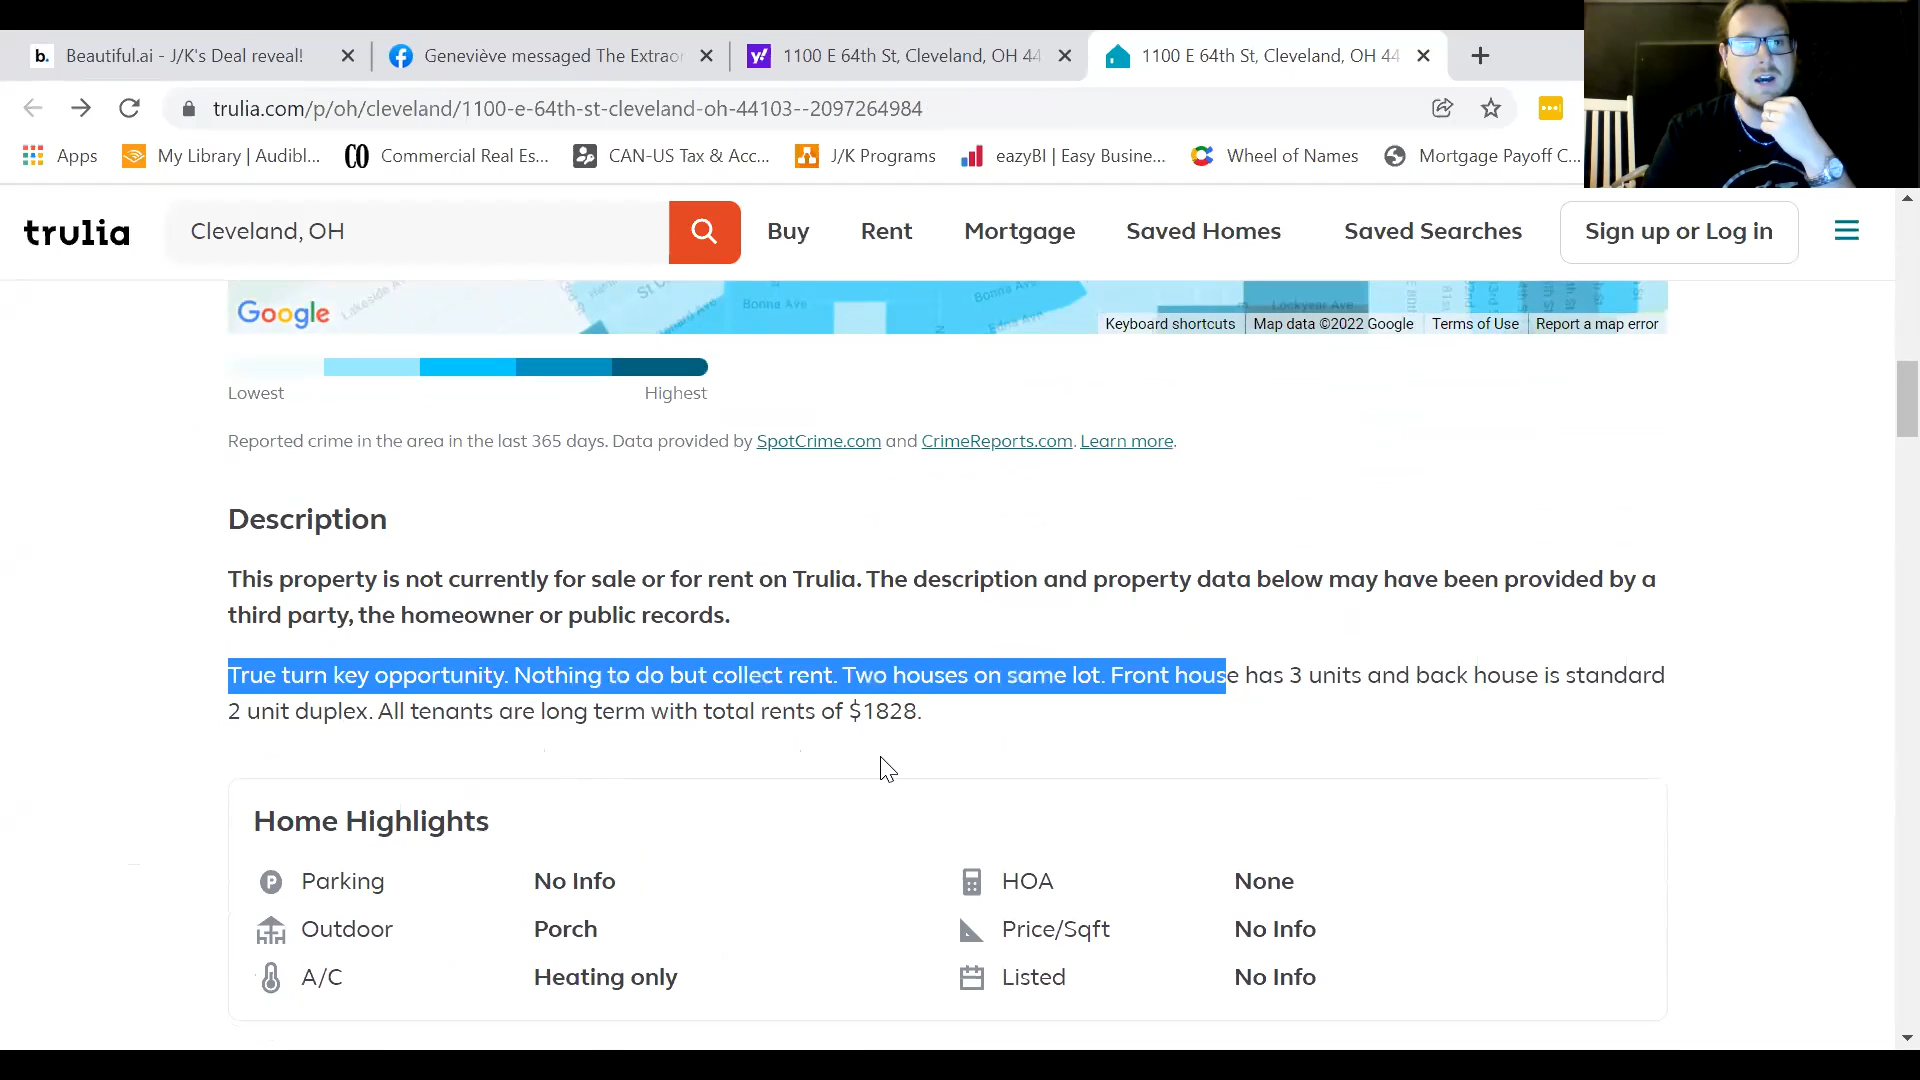 b. Beautiful.ai - J/K's Deal reveal!
Geneviève messaged The Extraor
y! 1100 E 64th St, Cleveland, OH 44
1100 E 64th St, Cleveland, OH 44
trulia.com/p/oh/cleveland/1100-e-64th-st-cleveland-oh-44103--2097264984
Apps
My Library | Audibl...
CO Commercial Real Es...
CAN-US Tax & Acc...
J/K Programs
eazyBI | Easy Busine...
Wheel of Names
Mortgage Payoff C...
trulia
Cleveland, OH
Buy
Rent
Mortgage
Saved Homes
Saved Searches
Sign up or Log in
Bonna Ave
Bonna Ave
Edna Ave
Lockyear Ave
Google
Keyboard shortcuts
Map data ©2022 Google
Terms of Use
Report a map error
Lowest
Highest
Reported crime in the area in the last 365 days. Data provided by SpotCrime.com and CrimeReports.com. Learn more.
Description
This property is not currently for sale or for rent on Trulia. The description and property data below may have been provided by a
third party, the homeowner or public records.
True turn key opportunity. Nothing to do but collect rent. Two houses on same lot. Front house has 3 units and back house is standard
2 unit duplex. All tenants are long term with total rents of $1828.
Home Highlights
P Parking
No Info
HOA
None
Outdoor
Porch
Price/Sqft
No Info
A/C
Heating only
Listed
No Info